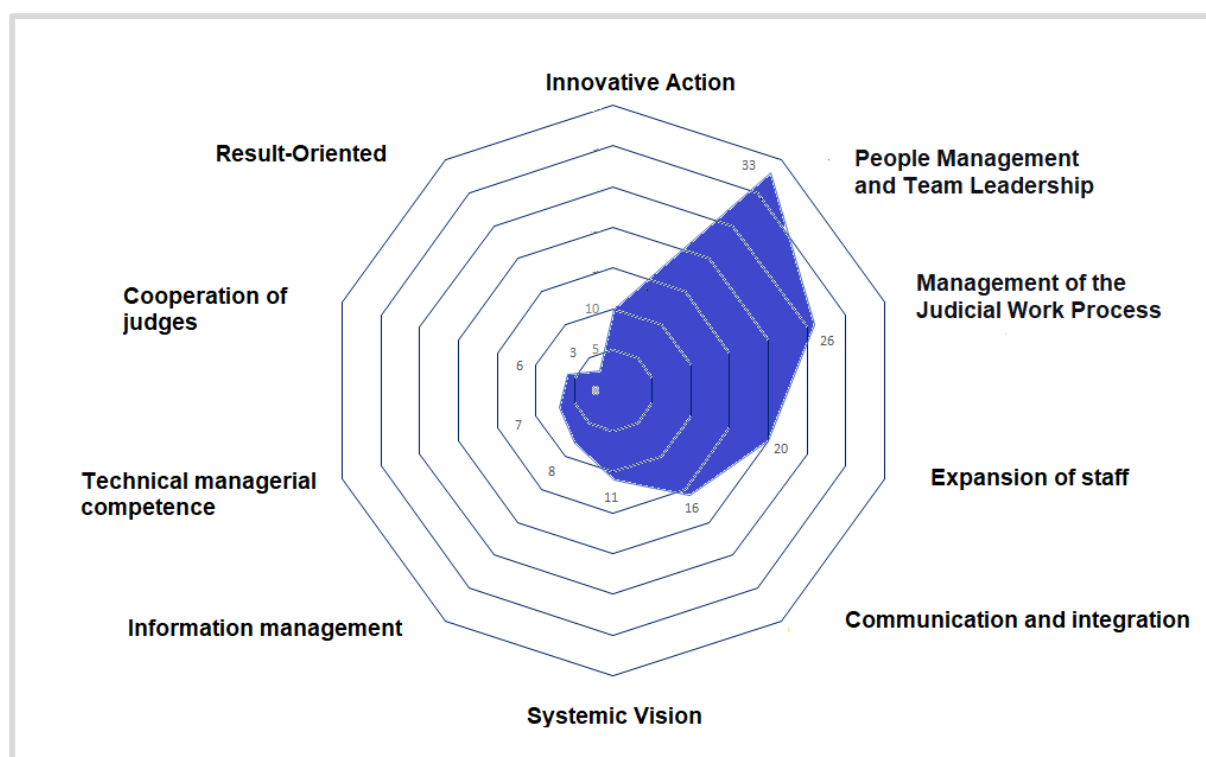 Innovative Action
Result-Oriented
33
People Management
and Team Leadership
Cooperation of
judges
Management of the
Judicial Work Process
10
5
3
26
6
7
20
8
11
16
Technical managerial
competence
Expansion of staff
Information management
Communication and integration
Systemic Vision